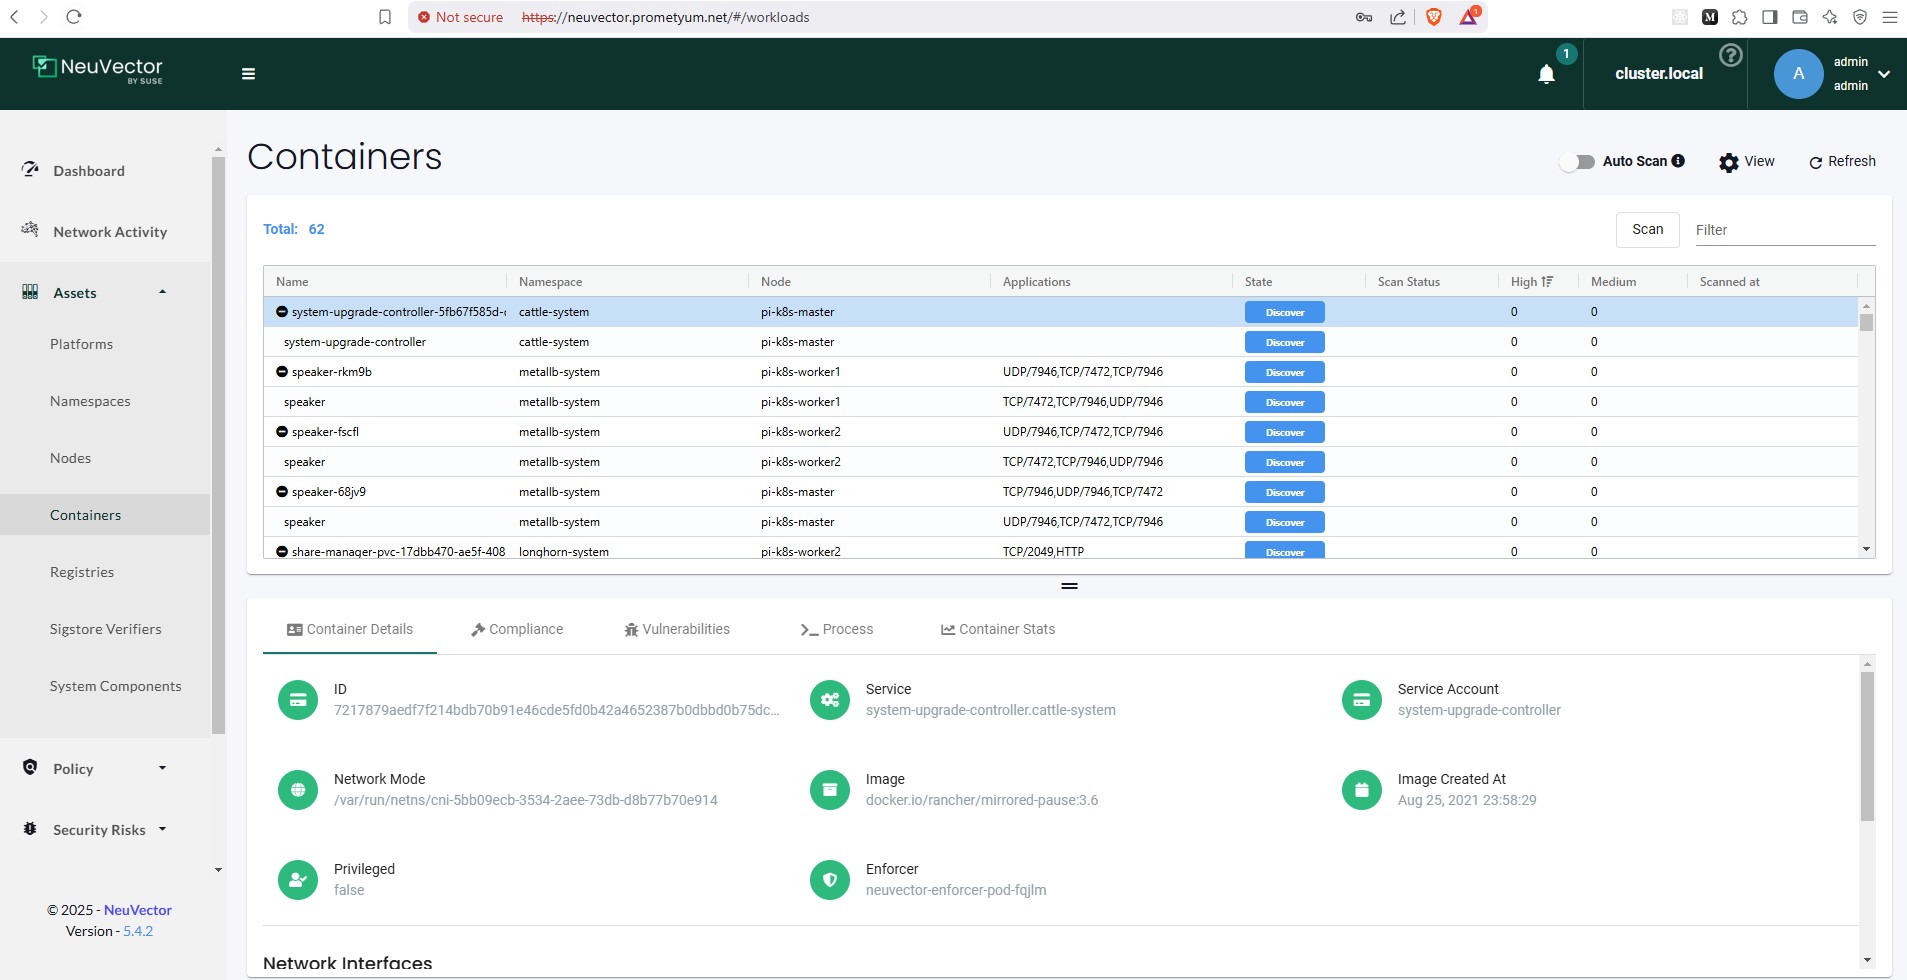 Not secure https://neuvector.prometyum.net/#/workloads
1
M
NeuVector
BY SUSE
1
cluster.local
?
A
admin
admin
Dashboard
Network Activity
Assets
Platforms
Namespaces
Nodes
Containers
Registries
Sigstore Verifiers
System Components
Policy
Security Risks
© 2025 - NeuVector
Version - 5.4.2
Containers
Auto Scan
View
Refresh
Total: 62
Scan
Filter
Name Namespace Node Applications State Scan Status High Medium Scanned at
system-upgrade-controller-5fb67f585d- cattle-system pi-k8s-master Discover 0 0
system-upgrade-controller cattle-system pi-k8s-master Discover 0 0
speaker-rkm9b metallb-system pi-k8s-worker1 UDP/7946,TCP/7472,TCP/7946 Discover 0 0
speaker metallb-system pi-k8s-worker1 TCP/7472,TCP/7946,UDP/7946 Discover 0 0
speaker-fscfl metallb-system pi-k8s-worker2 UDP/7946,TCP/7472,TCP/7946 Discover 0 0
speaker metallb-system pi-k8s-worker2 TCP/7472,TCP/7946,UDP/7946 Discover 0 0
speaker-68jv9 metallb-system pi-k8s-master TCP/7946,UDP/7946,TCP/7472 Discover 0 0
speaker metallb-system pi-k8s-master UDP/7946,TCP/7472,TCP/7946 Discover 0 0
share-manager-pvc-17dbb470-ae5f-408 longhorn-system pi-k8s-worker2 TCP/2049,HTTP Discover 0 0
Container Details
Compliance
Vulnerabilities
Process
Container Stats
ID
7217879aedf7f214bdb70b91e46cde5fd0b42a4652387b0dbbd0b75dc...
Service
system-upgrade-controller.cattle-system
Service Account
system-upgrade-controller
Network Mode
/var/run/netns/cni-5bb09ecb-3534-2aee-73db-d8b77b70e914
Image
docker.io/rancher/mirrored-pause:3.6
Image Created At
Aug 25, 2021 23:58:29
Privileged
false
Enforcer
neuvector-enforcer-pod-fqjlm
Network Interfaces